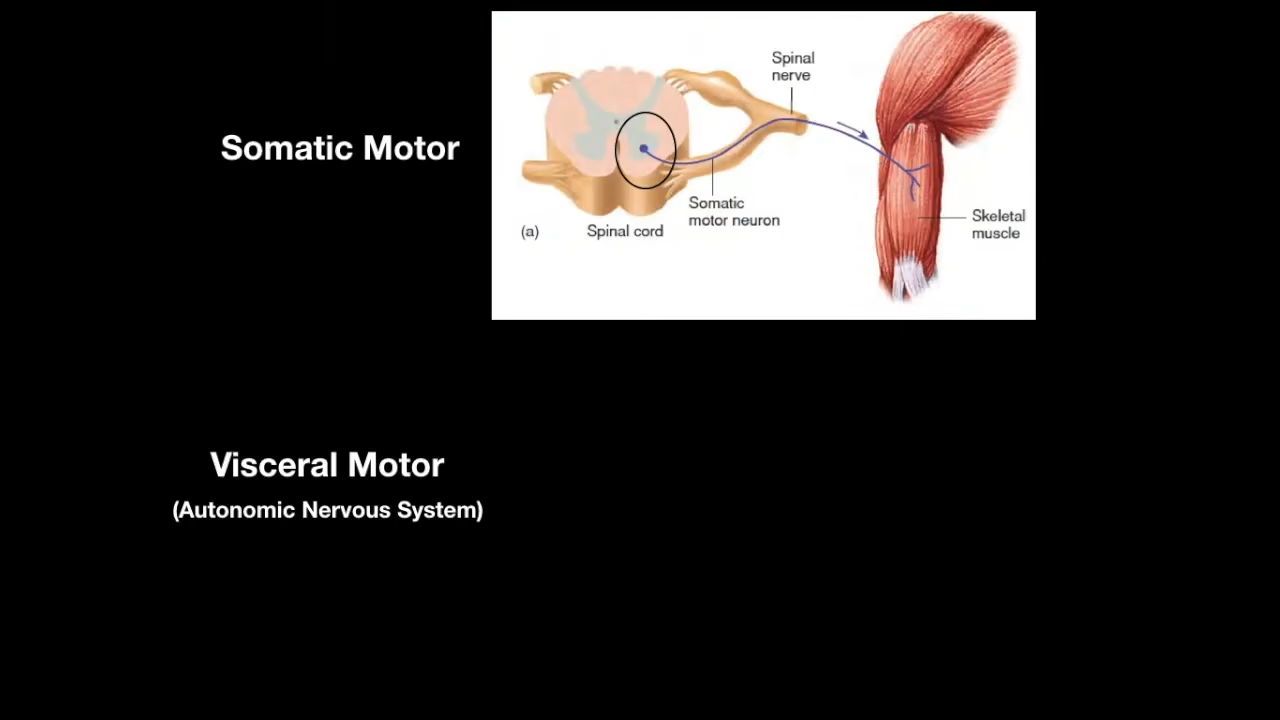 Somatic Motor
Spinal
nerve
Somatic
motor neuron
(a)
Spinal cord
Skeletal
muscle
Visceral Motor
(Autonomic Nervous System)